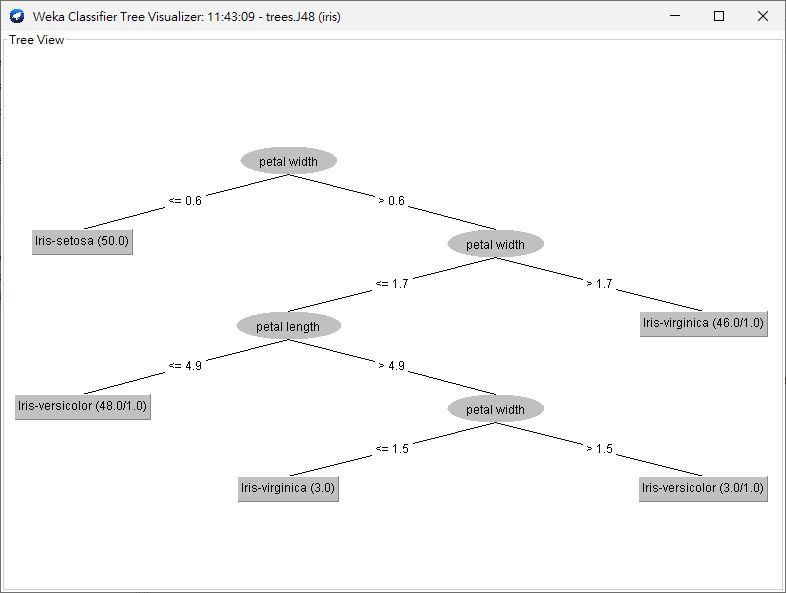 Weka Classifier Tree Visualizer: 11:43:09 - trees.J48 (iris)
Tree View
petal width
<= 0.6
> 0.6
Iris-setosa (50.0)
petal width
<= 1.7
> 1.7
petal length
Iris-virginica (46.0/1.0)
<= 4.9
> 4.9
Iris-versicolor (48.0/1.0)
petal width
<= 1.5
> 1.5
Iris-virginica (3.0)
Iris-versicolor (3.0/1.0)